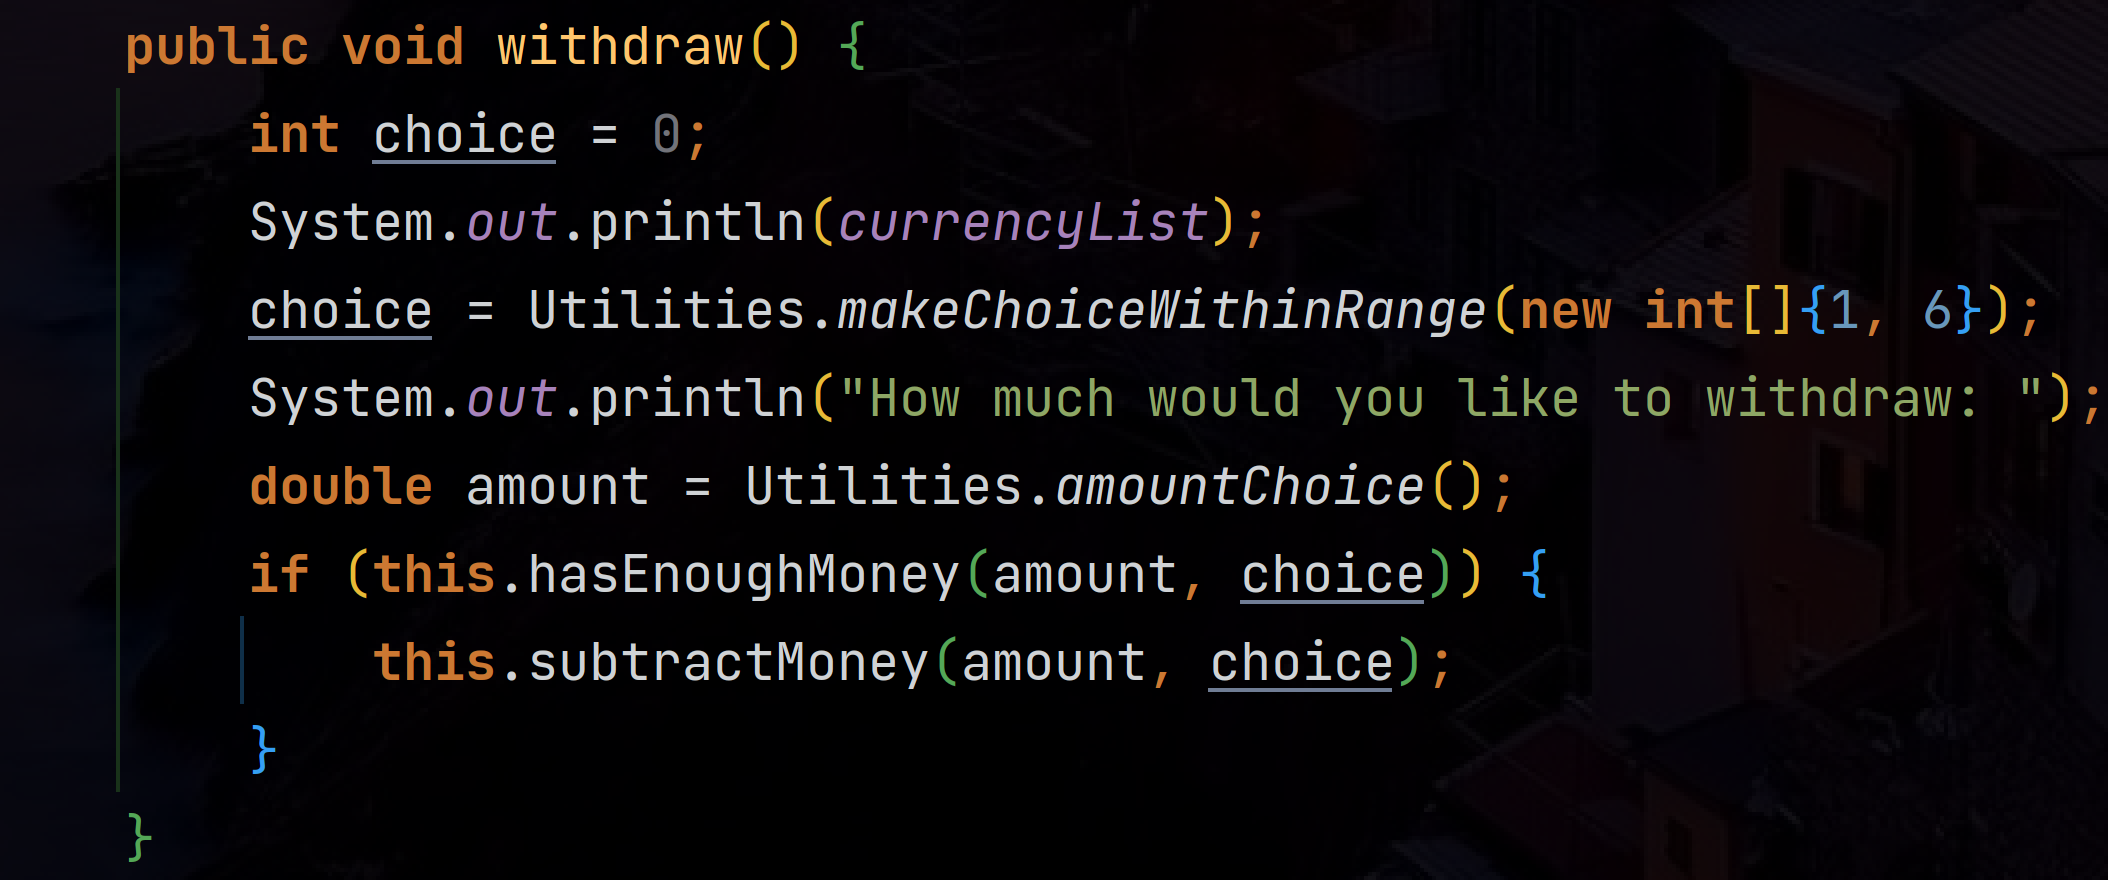 public void withdraw() {
    int choice = 0;
    System.out.println(currencyList);
    choice = Utilities.makeChoiceWithinRange(new int[]{1, 6});
    System.out.println("How much would you like to withdraw: ");
    double amount = Utilities.amountChoice();
    if (this.hasEnoughMoney(amount, choice)) {
        this.subtractMoney(amount, choice);
    }
}